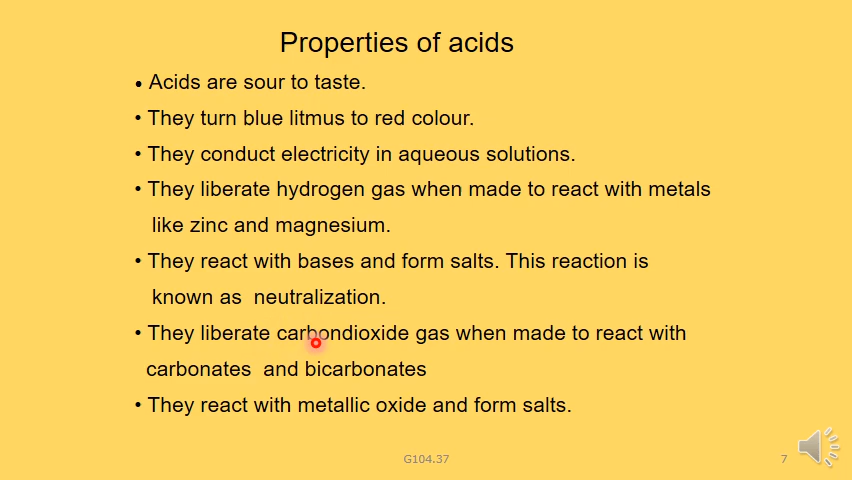 Properties of acids
• Acids are sour to taste.
• They turn blue litmus to red colour.
• They conduct electricity in aqueous solutions.
• They liberate hydrogen gas when made to react with metals
like zinc and magnesium.
• They react with bases and form salts. This reaction is
known as  neutralization.
• They liberate carbondioxide gas when made to react with
carbonates  and bicarbonates
• They react with metallic oxide and form salts.
G104.37
7